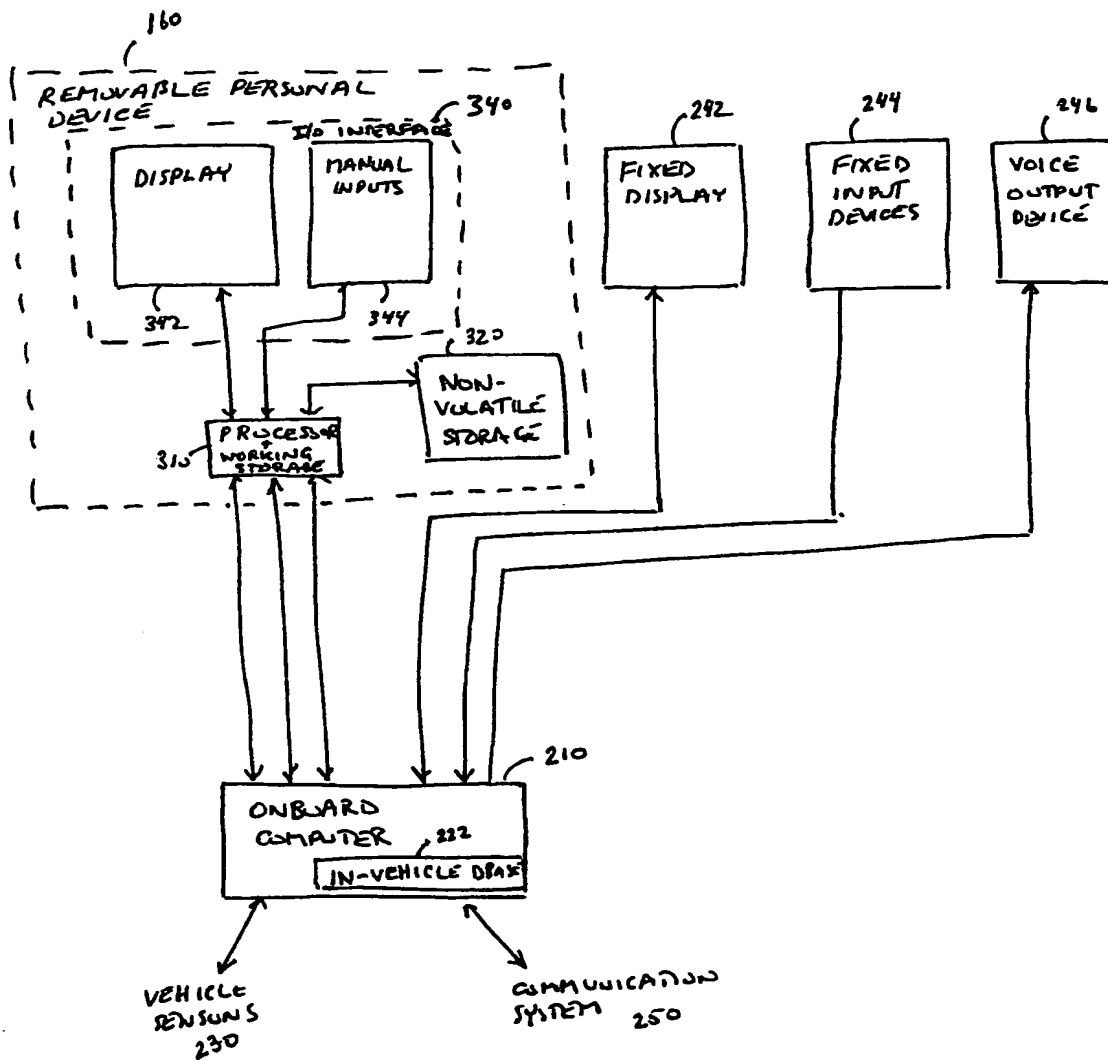 160
REMOVABLE PERSONAL
DEVICE
I/O INTERFACE
340
DISPLAY
MANUAL
INPUTS
342
344
320
NON-
VOLATILE
STORAGE
PROCESSOR
+
WORKING
STORAGE
310
242
FIXED
DISPLAY
244
FIXED
INPUT
DEVICES
246
VOICE
OUTPUT
DEVICE
210
ONBOARD
COMPUTER
222
IN-VEHICLE DBASE
VEHICLE
SENSORS
230
COMMUNICATION
SYSTEM
250